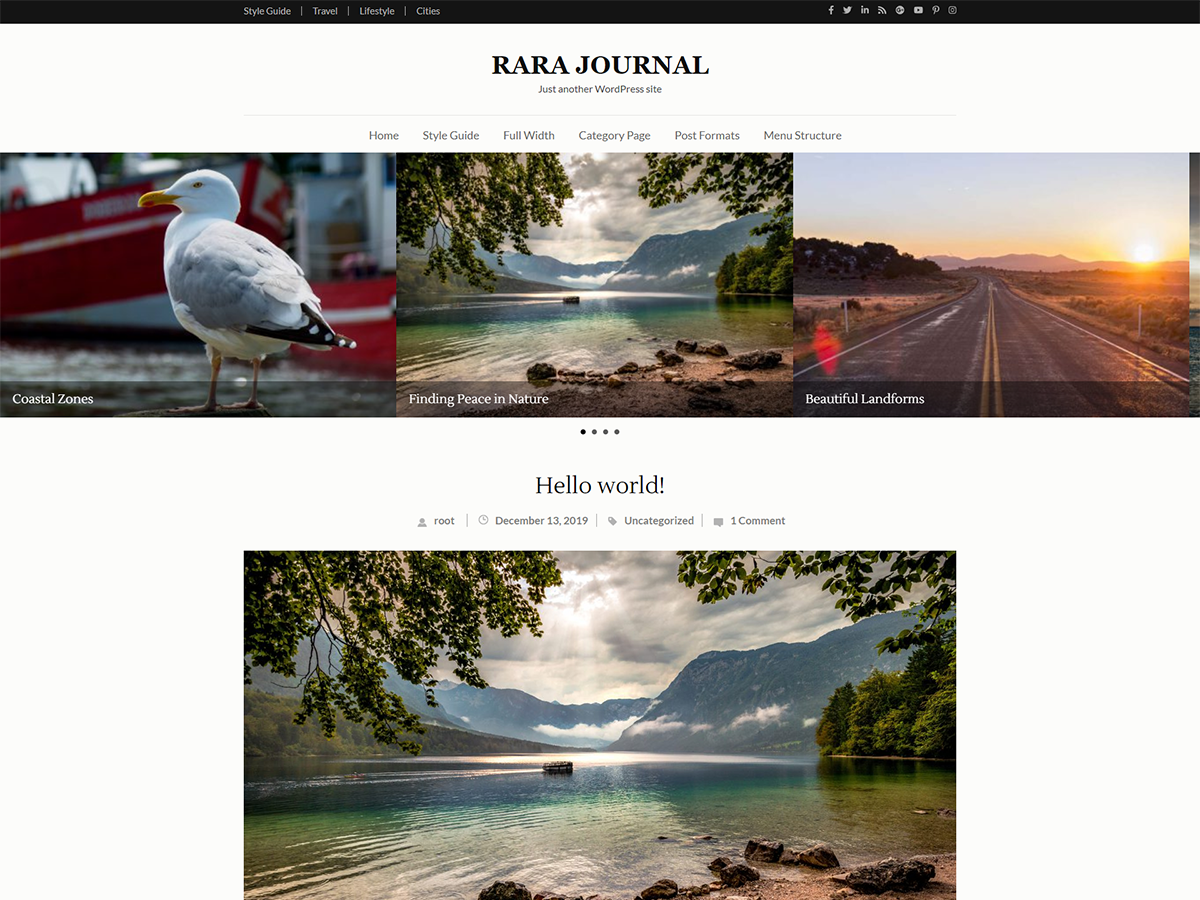 Style Guide | Travel | Lifestyle | Cities
RARA JOURNAL
Just another WordPress site
Home Style Guide Full Width Category Page Post Formats Menu Structure
Coastal Zones
Finding Peace in Nature
Beautiful Landforms
Hello world!
root | December 13, 2019 | Uncategorized | 1 Comment